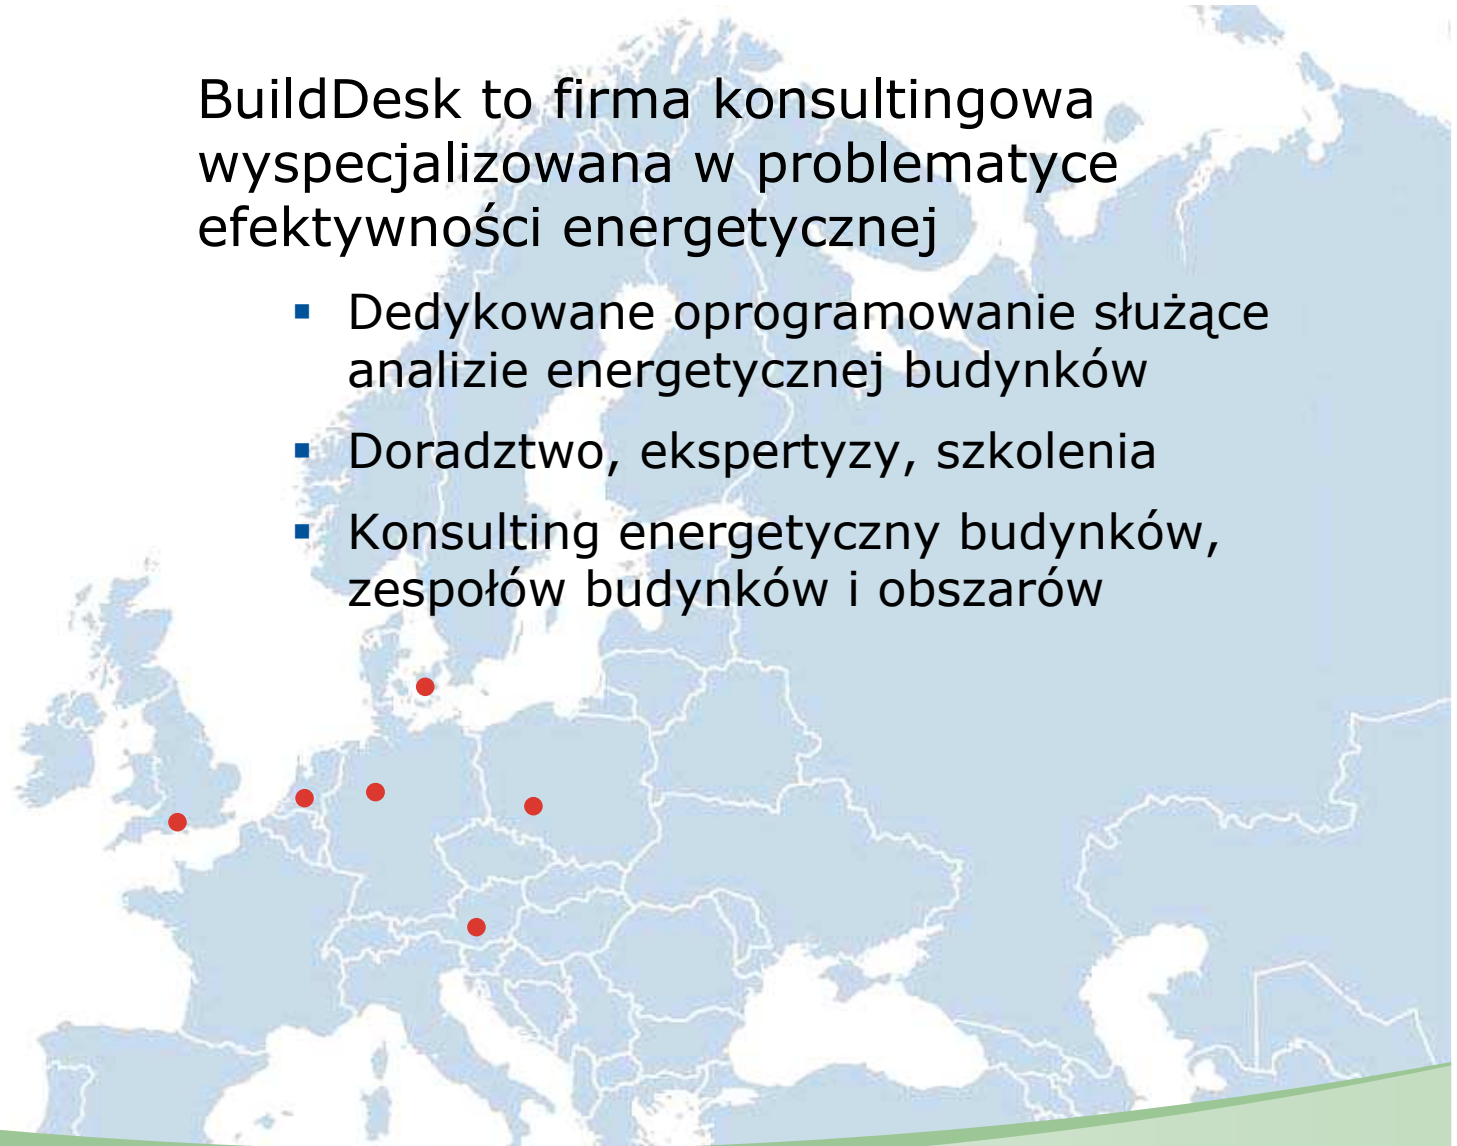 BuildDesk to firma konsultingowa
wyspecjalizowana w problematyce
efektywności energetycznej
▪ Dedykowane oprogramowanie służące
analizie energetycznej budynków
▪ Doradztwo, ekspertyzy, szkolenia
▪ Konsulting energetyczny budynków,
zespołów budynków i obszarów